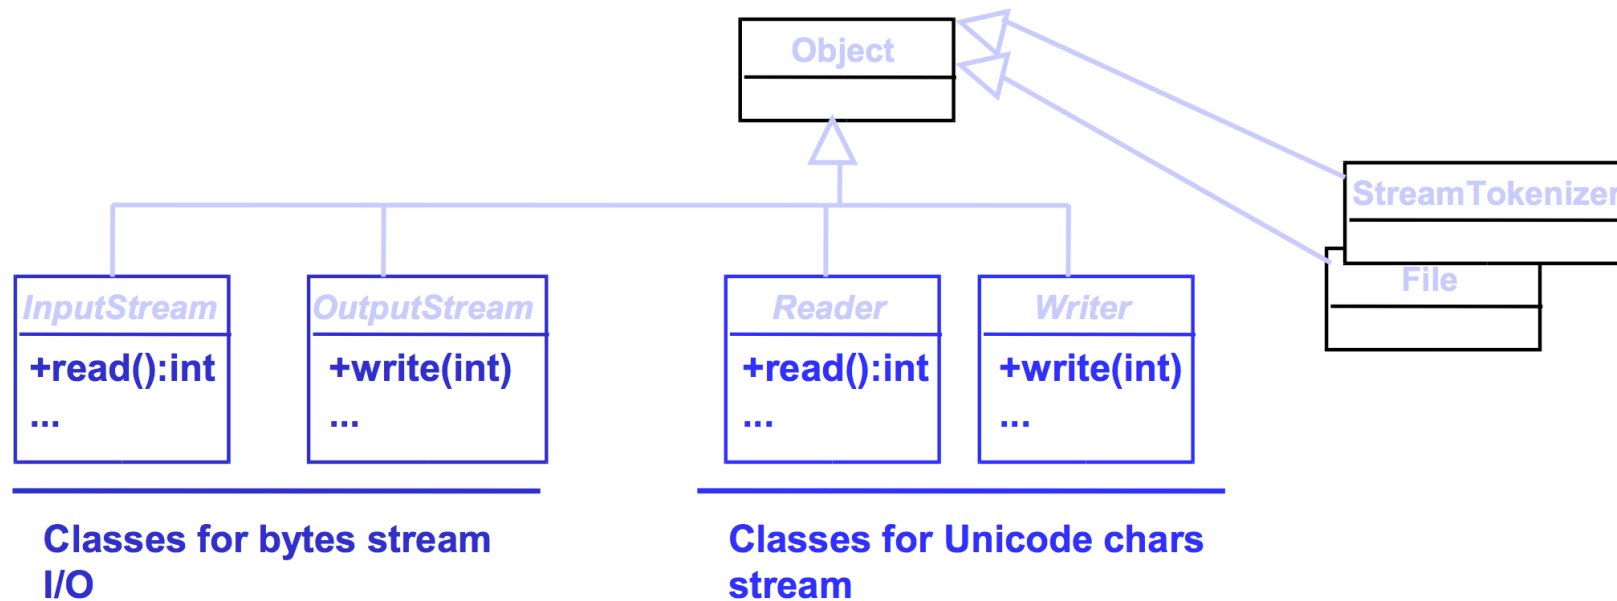 Object
StreamTokenizer
File
InputStream
+read():int
...
OutputStream
+write(int)
...
Reader
+read():int
...
Writer
+write(int)
...
Classes for bytes stream
I/O
Classes for Unicode chars
stream